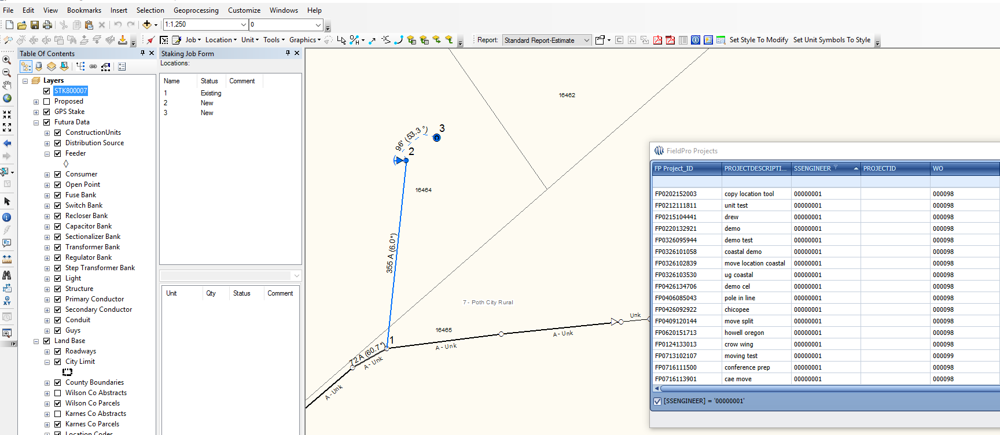 File Edit View Bookmarks Insert Selection Geoprocessing Customize Windows Help
1:1,250 0
Job Location Unit Tools Graphics Report: Standard Report-Estimate Set Style To Modify Set Unit Symbols To Style
Table Of Contents
Layers
STK800007
Proposed
GPS Stake
Futura Data
ConstructionUnits
Distribution Source
Feeder
Consumer
Open Point
Fuse Bank
Switch Bank
Recloser Bank
Capacitor Bank
Sectionalizer Bank
Transformer Bank
Regulator Bank
Step Transformer Bank
Light
Structure
Primary Conductor
Secondary Conductor
Conduit
Guys
Land Base
Roadways
City Limit
County Boundaries
Wilson Co Abstracts
Wilson Co Parcels
Karnes Co Abstracts
Karnes Co Parcels
Location Codes
Staking Job Form
Locations:
Name Status Comment
1 Existing
2 New
3 New
Unit Qty Status Comment
16462
3
96' (53.3 °)
2
16464
355 A (6.0°)
7 - Poth City Rural
Unk
16465
A - Unk
1
A - Unk
72 A (60.7°)
A - Unk
A - Unk
FieldPro Projects
FP Project_ID PROJECTDESCRIPTI... SSENGINEER PROJECTID WO
FP0202152003 copy location tool 00000001 000098
FP0212111811 unit test 00000001 000098
FP0215104441 drew 00000001 000098
FP0220132921 demo 00000001 000098
FP0326095944 demo test 00000001 000098
FP0326101058 coastal demo 00000001 000098
FP0326102839 move location coastal 00000001 000098
FP0326103530 ug coastal 00000001 000098
FP0426134706 demo cel 00000001 000098
FP0406085043 pole in line 00000001 000098
FP0426092922 chicopee 00000001 000098
FP0409120144 move split 00000001 000098
FP0620151713 howell oregon 00000001 000098
FP0124133013 crow wing 00000001 000098
FP0713102107 moving test 00000001 000099
FP0716111500 conference prep 00000001 000098
FP0716113901 cae move 00000001 000098
[SSENGINEER] = '00000001'